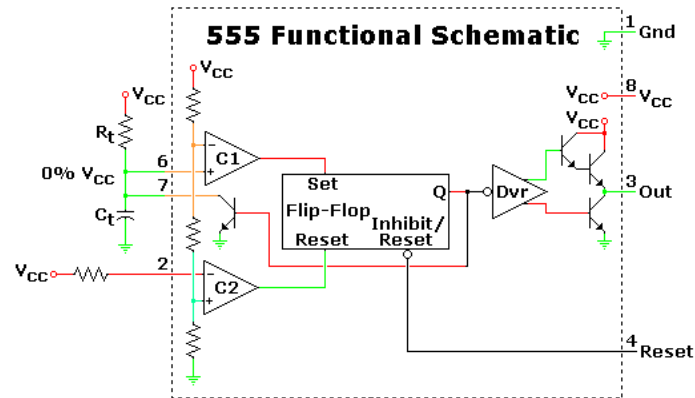 555 Functional Schematic
1 Gnd
VCC
VCC
8 VCC
VCC
Rt
6
C1
0% VCC
7
Set
Q
Dvr
3 Out
Flip-Flop
Ct
Inhibit/
Reset
Reset
2
VCC
C2
4 Reset